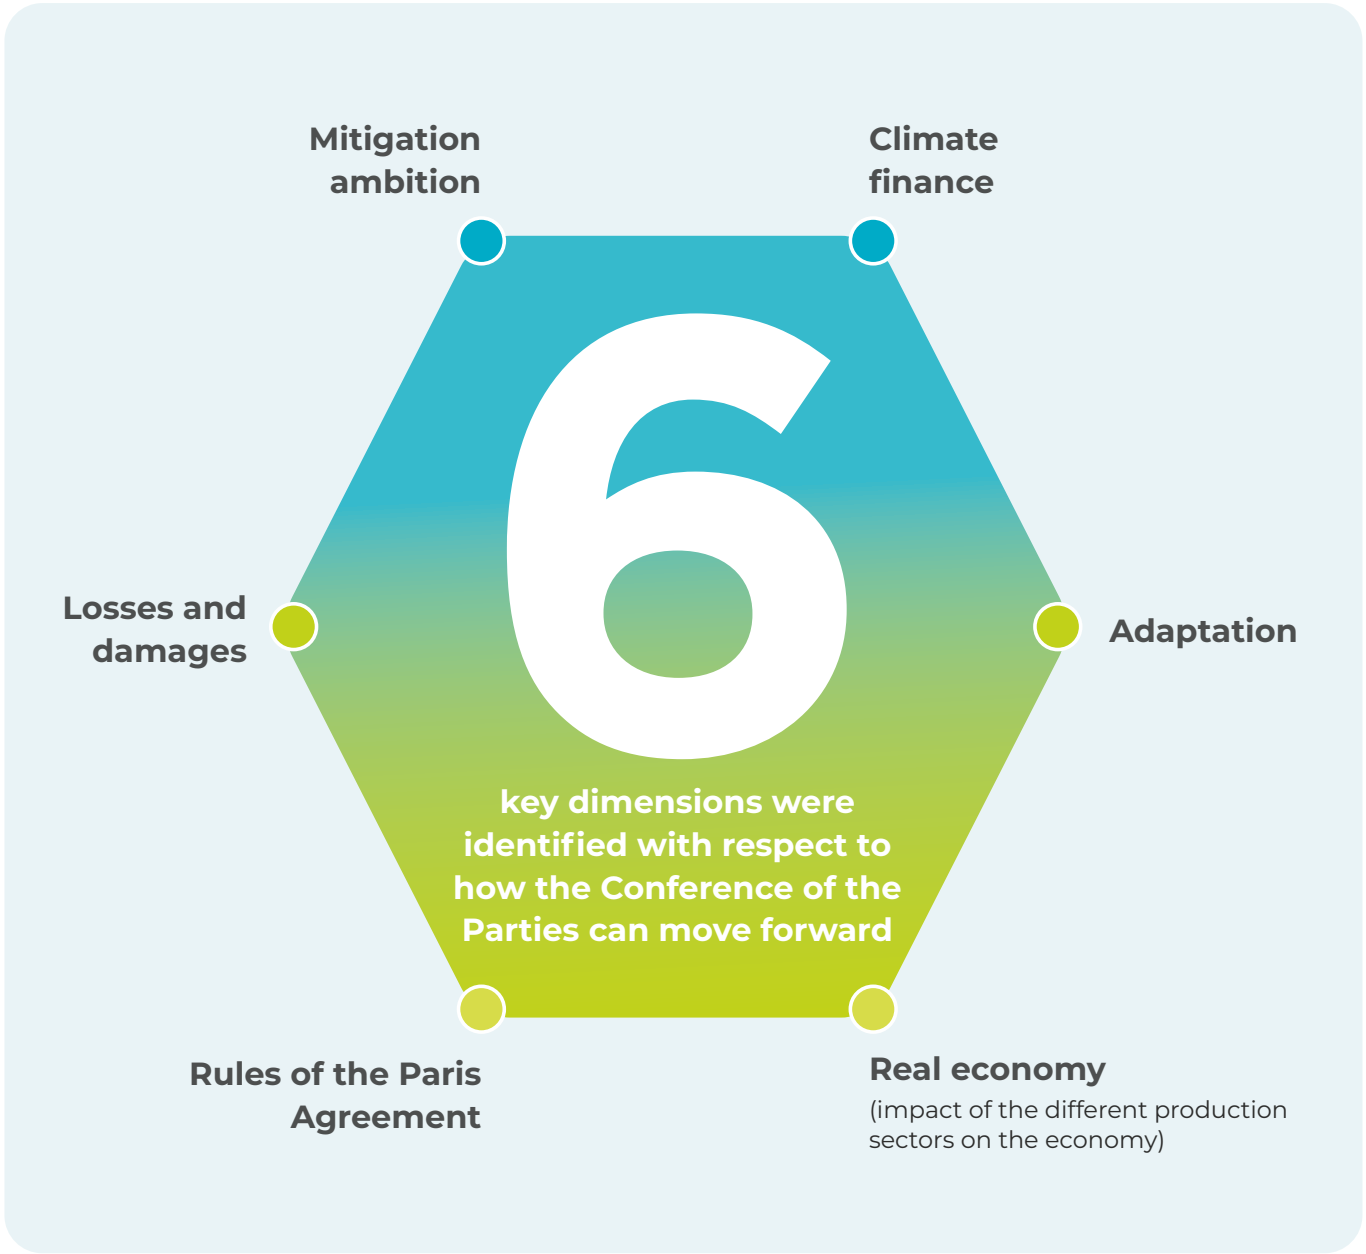 Mitigation
ambition
Climate
finance
6
Losses and
damages
Adaptation
key dimensions were
identified with respect to
how the Conference of the
Parties can move forward
Rules of the Paris
Agreement
Real economy
(impact of the different production
sectors on the economy)